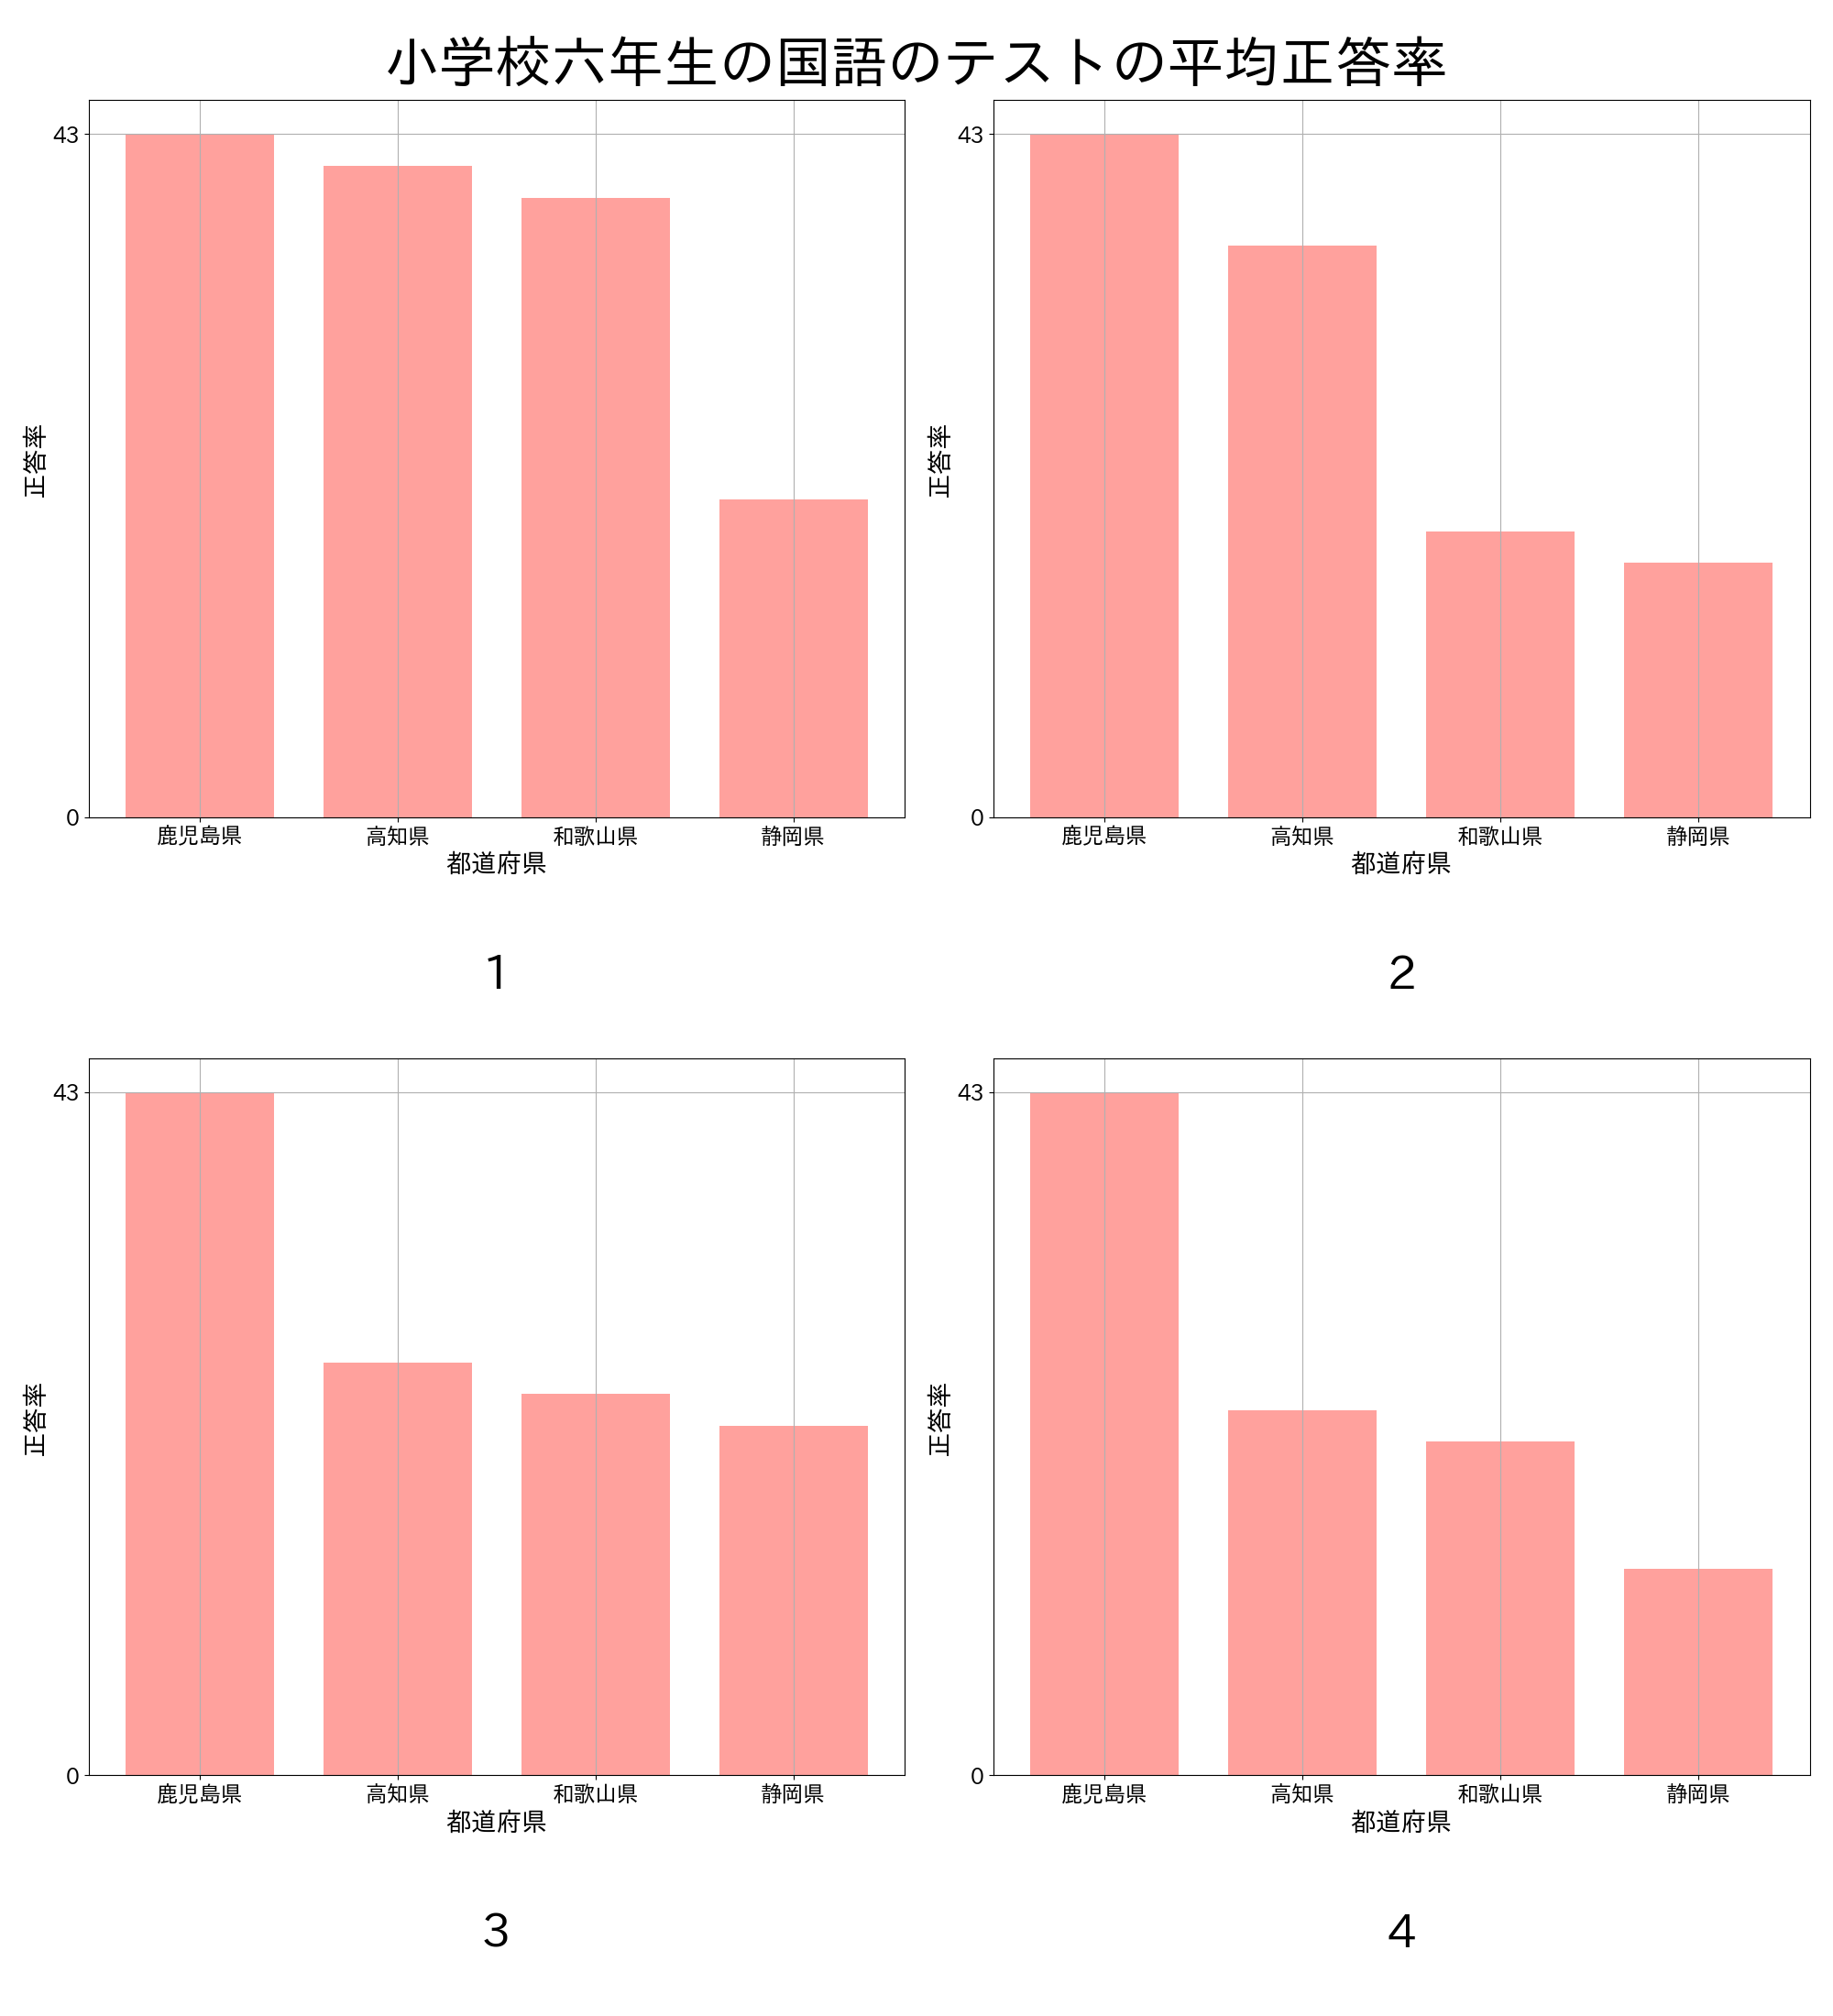 小学校六年生の国語のテストの平均正答率
43
正答率
0
鹿児島県 高知県 和歌山県 静岡県
都道府県
1
43
正答率
0
鹿児島県 高知県 和歌山県 静岡県
都道府県
2
43
正答率
0
鹿児島県 高知県 和歌山県 静岡県
都道府県
3
43
正答率
0
鹿児島県 高知県 和歌山県 静岡県
都道府県
4